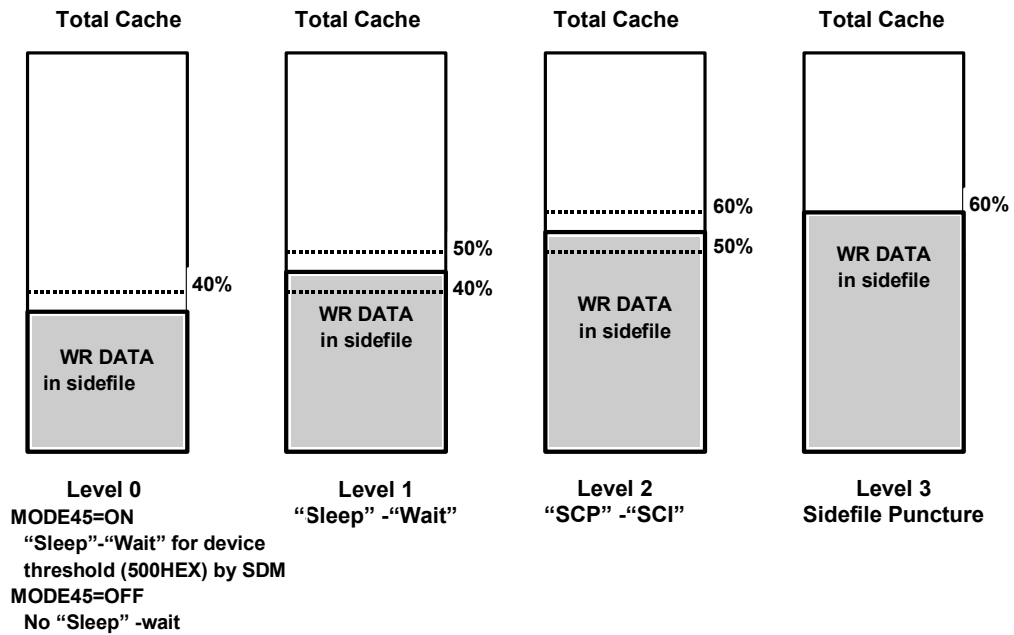 Total Cache
40%
WR DATA
in sidefile
Level 0
MODE45=ON
“Sleep”-“Wait” for device
threshold (500HEX) by SDM
MODE45=OFF
No “Sleep” -wait
Total Cache
50%
40%
WR DATA
in sidefile
Level 1
“Sleep” -“Wait”
Total Cache
60%
50%
WR DATA
in sidefile
Level 2
“SCP” -“SCI”
Total Cache
60%
WR DATA
in sidefile
Level 3
Sidefile Puncture